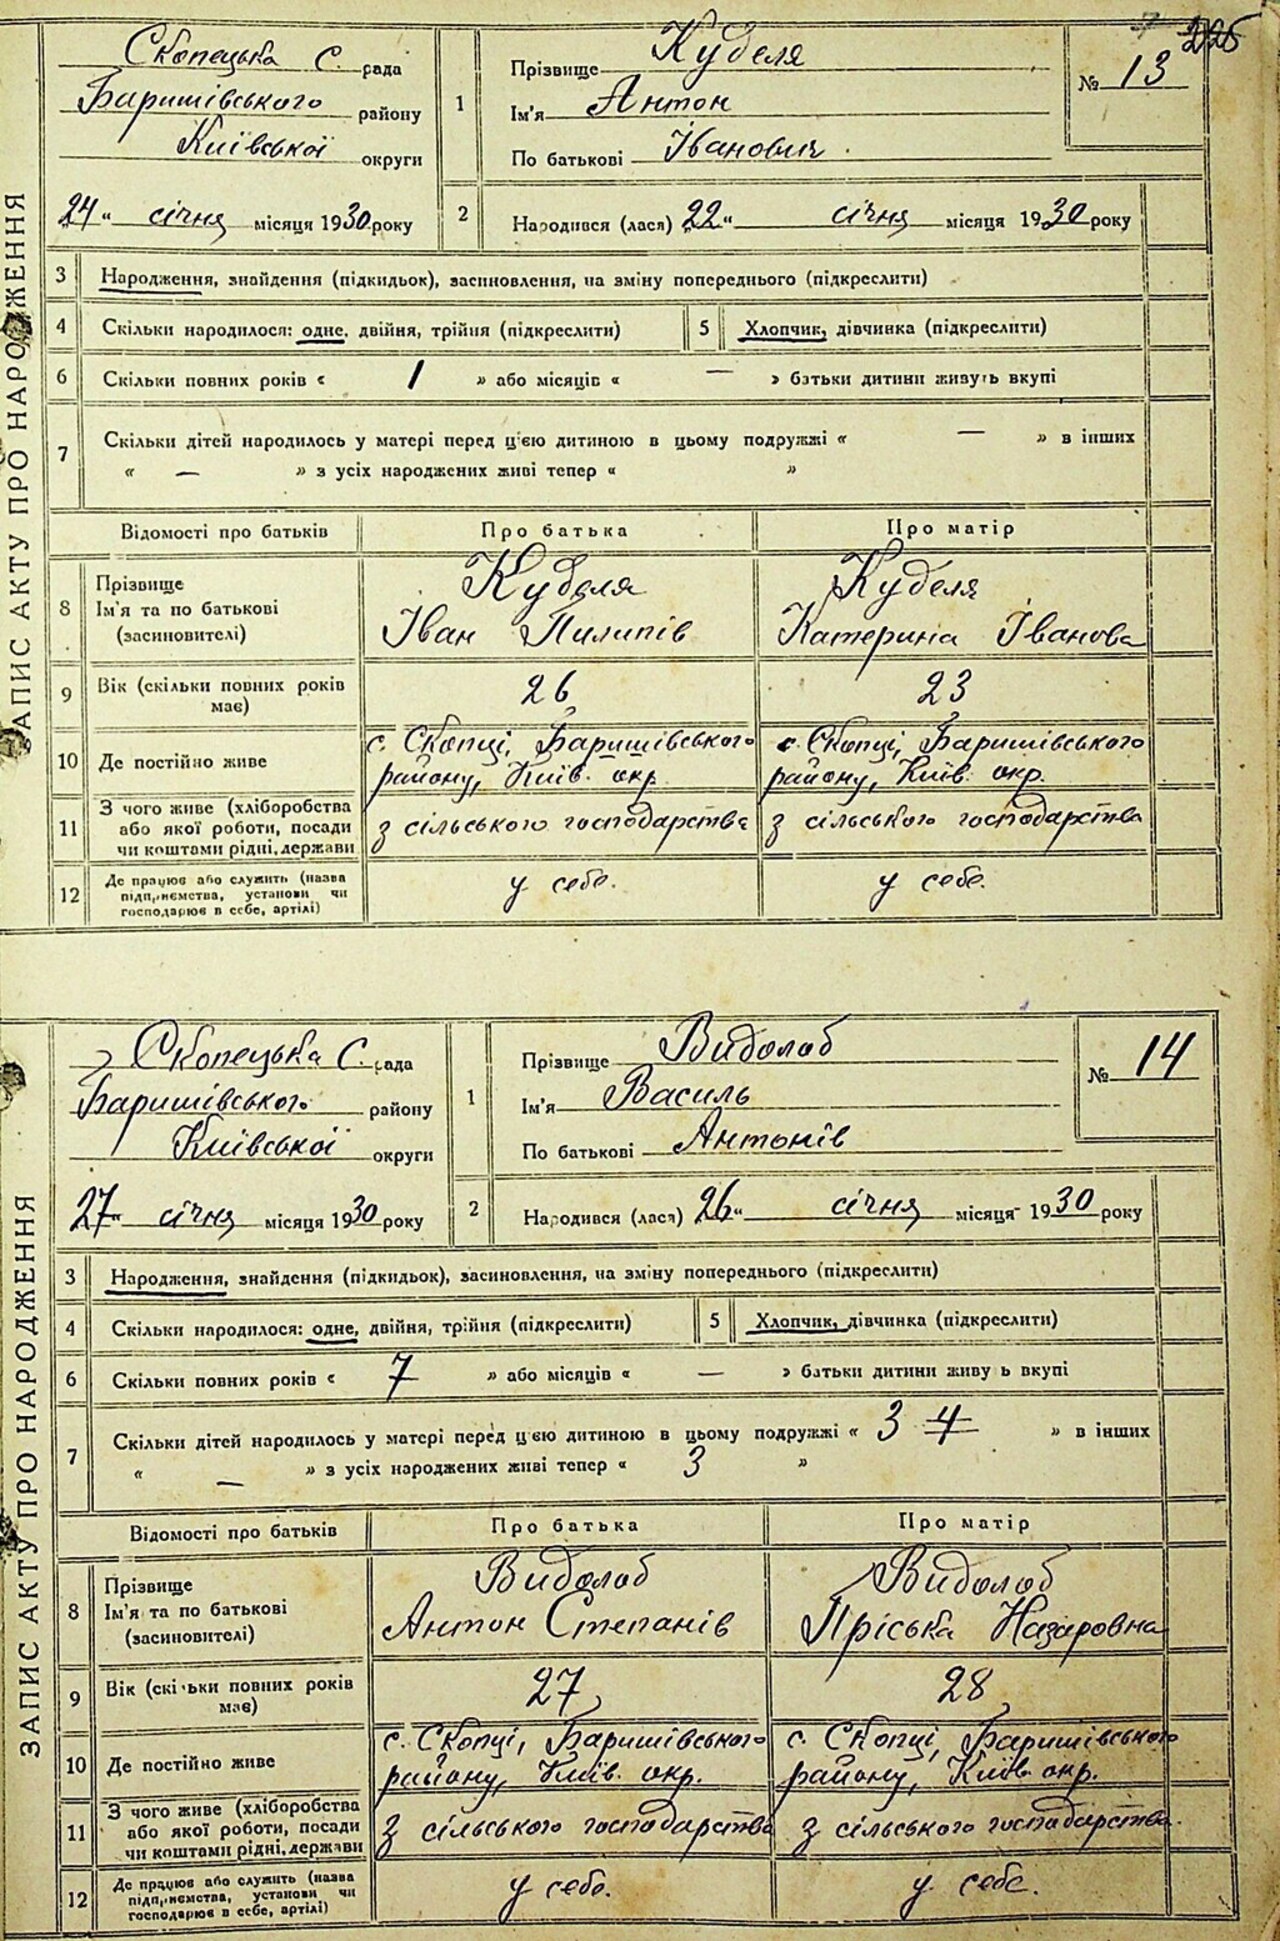 225
ЗАПИС АКТУ ПРО НАРОДЖЕННЯ
Скопецька С. рада
Баришівського району
Київської округи
24 „ січня місяця 1930 року
1 Прізвище Куделя
Ім'я Антон
По батькові Іванович
№ 13
2 Народився (лася) 22 „ січня місяця 1930 року
3 Народження, знайдення (підкидьок), засиновлення, на зміну попереднього (підкреслити)
4 Скільки народилося: одне, двійня, трійня (підкреслити) 5 Хлопчик, дівчинка (підкреслити)
6 Скільки повних років « 1 » або місяців « — » батьки дитини живуть вкупі
7 Скільки дітей народилось у матері перед цією дитиною в цьому подружжі « — » в інших
« — » з усіх народжених живі тепер « »
Відомості про батьків Про батька Про матір
8 Прізвище Куделя Куделя
Ім'я та по батькові Іван Пилипів Катерина Іванова
(засиновителі)
9 Вік (скільки повних років 26 23
має)
10 Де постійно живе с. Скопці, Баришівського с. Скопці, Баришівського
району, Київ. окр. району, Київ. окр.
11 З чого живе (хліборобства
або якої роботи, посади з сільського господарства з сільського господарства
чи коштами рідні, держави
12 Де працює або служить (назва у себе. у себе.
підприємства, установи чи
господарює в себе, артілі)
ЗАПИС АКТУ ПРО НАРОДЖЕННЯ
Скопецька С. рада
Баришівського району
Київської округи
27 „ січня місяця 1930 року
1 Прізвище Видолоб
Ім'я Василь
По батькові Антонів
№ 14
2 Народився (лася) 26 „ січня місяця 1930 року
3 Народження, знайдення (підкидьок), засиновлення, на зміну попереднього (підкреслити)
4 Скільки народилося: одне, двійня, трійня (підкреслити) 5 Хлопчик, дівчинка (підкреслити)
6 Скільки повних років « 7 » або місяців « — » батьки дитини живу ь вкупі
7 Скільки дітей народилось у матері перед цією дитиною в цьому подружжі « 3 4 » в інших
« — » з усіх народжених живі тепер « 3 »
Відомості про батьків Про батька Про матір
8 Прізвище Видолоб Видолоб
Ім'я та по батькові Антон Степанів Пріська Назаровна
(засиновителі)
9 Вік (скільки повних років 27 28
має)
10 Де постійно живе с. Скопці, Баришівського с. Скопці, Баришівського
району, Київ. окр. району, Київ. окр.
11 З чого живе (хліборобства
або якої роботи, посади з сільського господарства з сільського господарства.
чи коштами рідні, держави
12 Де працює або служить (назва у себе. у себе.
підприємства, установи чи
господарює в себе, артілі)